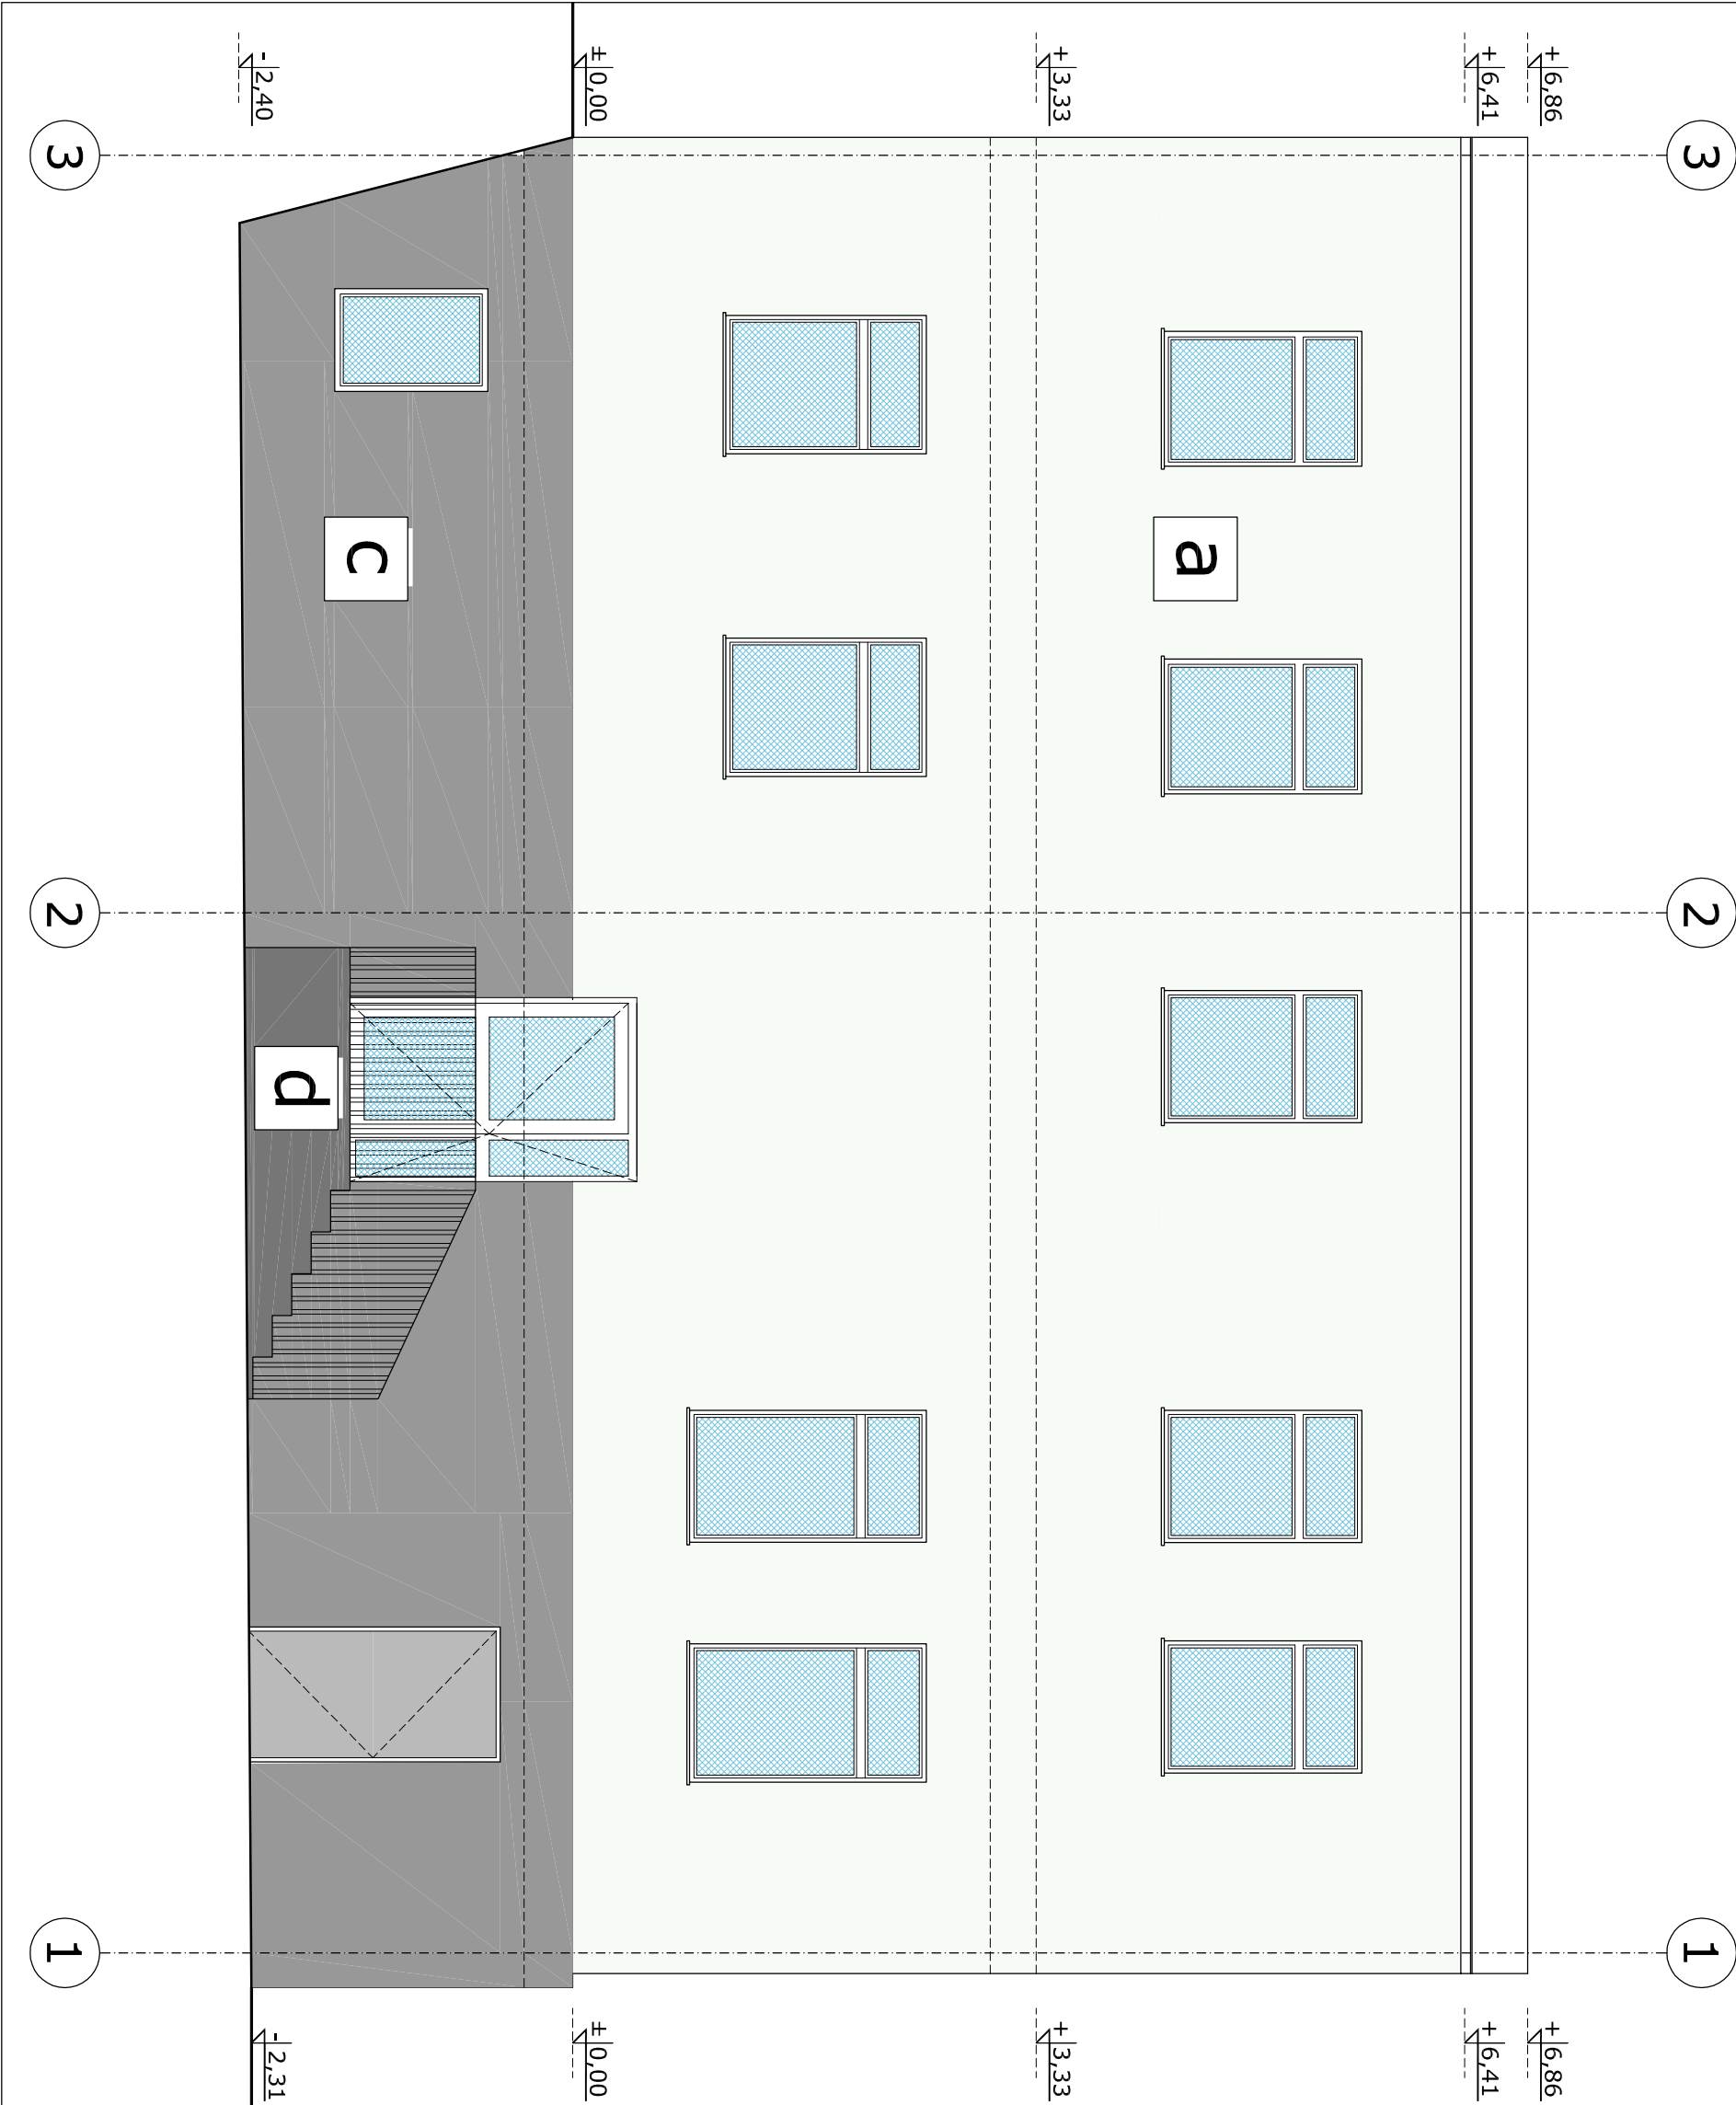 3 2 1
+ 6,86 + 6,86
+ 6,41 + 6,41
a
+ 3,33 + 3,33
± 0,00 ± 0,00
c
d
- 2,31
- 2,40
3 2 1